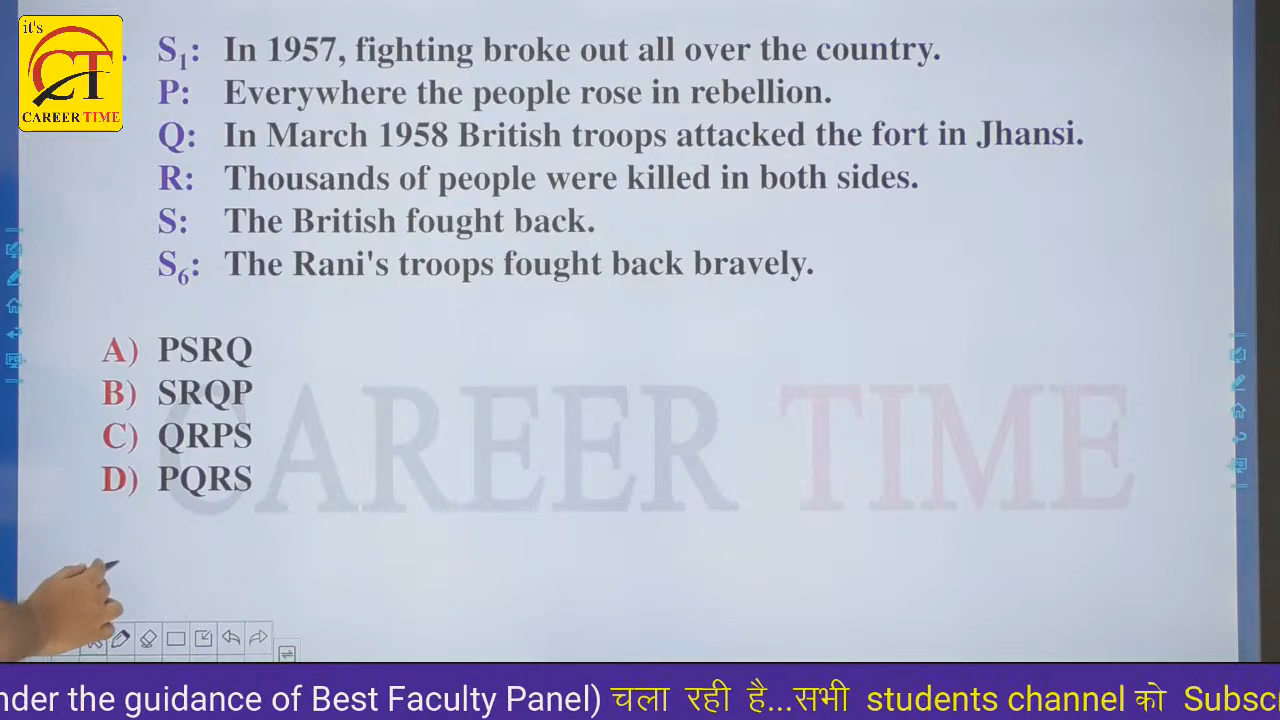 it's
CT
CAREER TIME
S1: In 1957, fighting broke out all over the country.
P: Everywhere the people rose in rebellion.
Q: In March 1958 British troops attacked the fort in Jhansi.
R: Thousands of people were killed in both sides.
S: The British fought back.
S6: The Rani's troops fought back bravely.
A) PSRQ
B) SRQP
C) QRPS
D) PQRS
CAREER TIME
nder the guidance of Best Faculty Panel) चला रही है...सभी students channel को Subsc